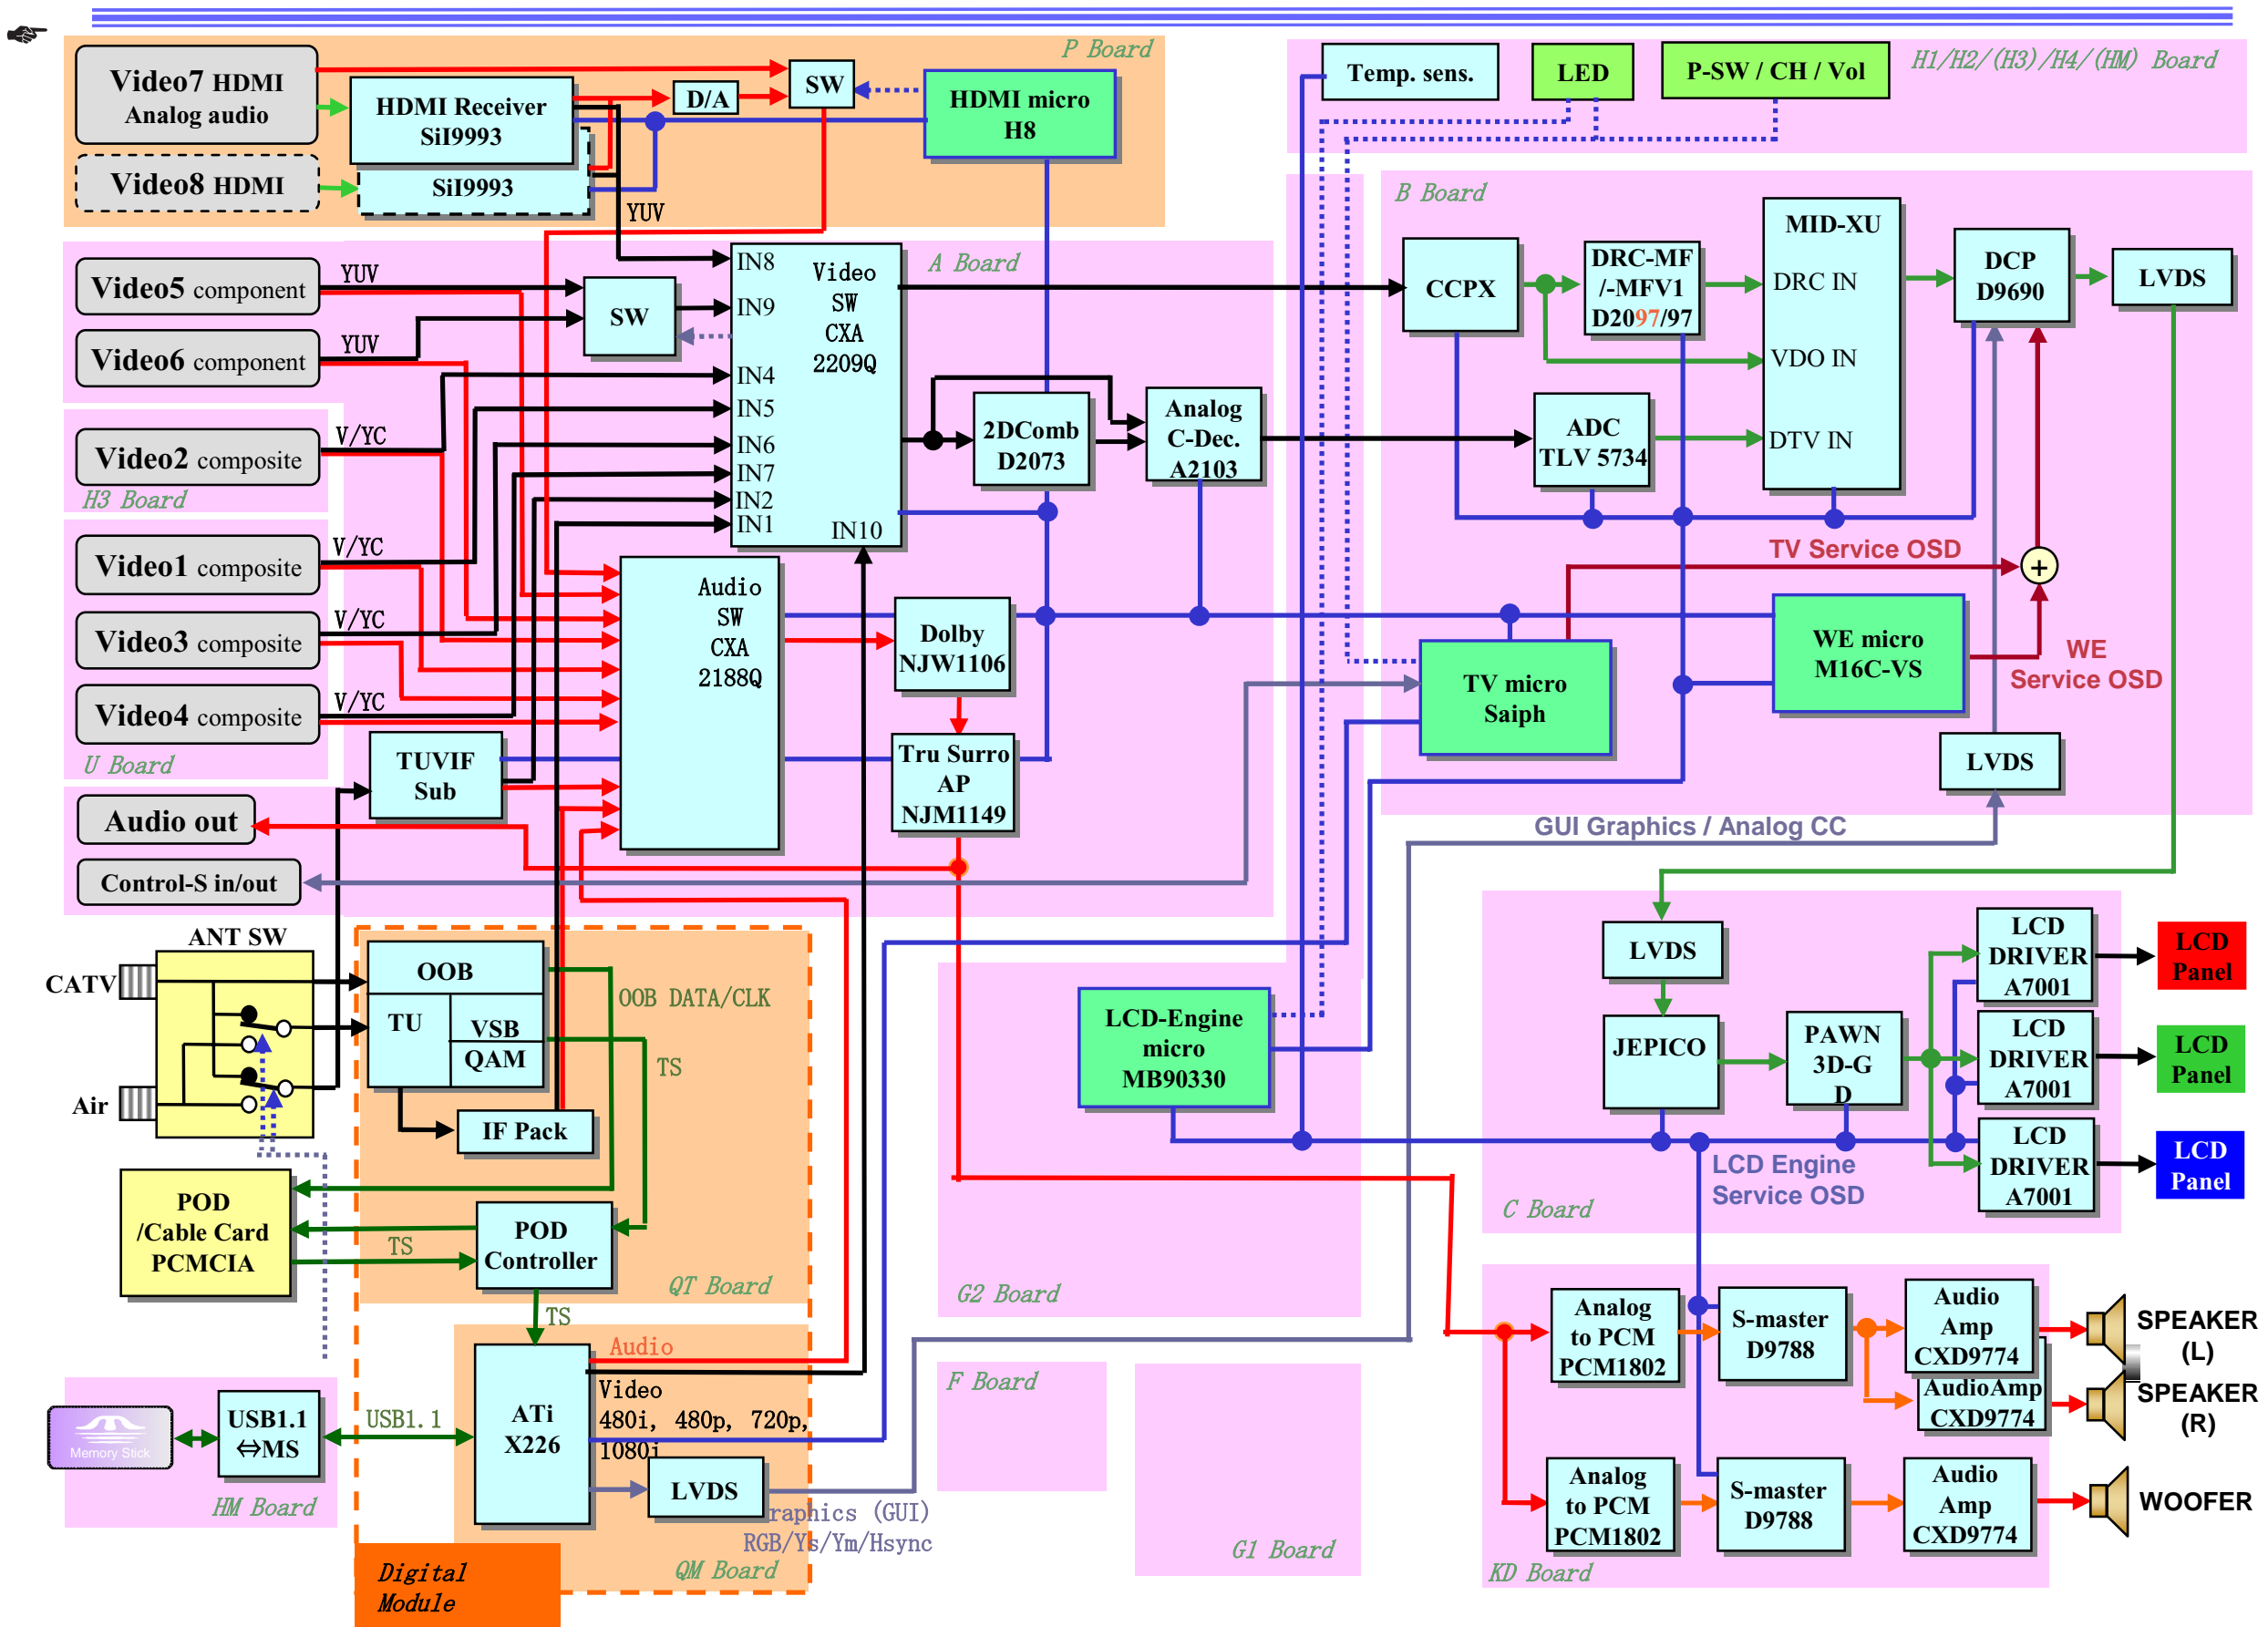 P Board
Video7 HDMI
Analog audio
HDMI Receiver
SiI9993
D/A
SW
HDMI micro
H8
Video8 HDMI
SiI9993
YUV
Temp. sens.
LED
P-SW / CH / Vol
H1/H2/(H3)/H4/(HM) Board
A Board
Video5 component
YUV
Video6 component
YUV
SW
IN8
IN9
IN4
IN5
IN6
IN7
IN2
IN1
IN10
Video
SW
CXA
2209Q
2DComb
D2073
Analog
C-Dec.
A2103
Video2 composite
V/YC
H3 Board
Video1 composite
V/YC
Video3 composite
V/YC
Video4 composite
V/YC
U Board
TUVIF
Sub
Audio
SW
CXA
2188Q
Dolby
NJW1106
Tru Surro
AP
NJM1149
Audio out
Control-S in/out
B Board
CCPX
DRC-MF
/-MFV1
D2097/97
MID-XU
DRC IN
VDO IN
DTV IN
DCP
D9690
LVDS
ADC
TLV 5734
TV Service OSD
+
WE micro
M16C-VS
WE
Service OSD
TV micro
Saiph
LVDS
GUI Graphics / Analog CC
ANT SW
CATV
Air
OOB
TU
VSB
QAM
OOB DATA/CLK
TS
IF Pack
POD
/Cable Card
PCMCIA
TS
POD
Controller
QT Board
TS
Audio
Video
480i, 480p, 720p,
1080i
ATi
X226
LVDS
raphics (GUI)
RGB/Ys/Ym/Hsync
QM Board
Digital
Module
Memory Stick
USB1.1
⇔MS
USB1.1
HM Board
LCD-Engine
micro
MB90330
G2 Board
F Board
G1 Board
LVDS
JEPICO
PAWN
3D-G
D
LCD
DRIVER
A7001
LCD
DRIVER
A7001
LCD
DRIVER
A7001
LCD
Panel
LCD
Panel
LCD
Panel
LCD Engine
Service OSD
C Board
Analog
to PCM
PCM1802
S-master
D9788
Audio
Amp
CXD9774
AudioAmp
CXD9774
SPEAKER
(L)
SPEAKER
(R)
Analog
to PCM
PCM1802
S-master
D9788
Audio
Amp
CXD9774
WOOFER
KD Board